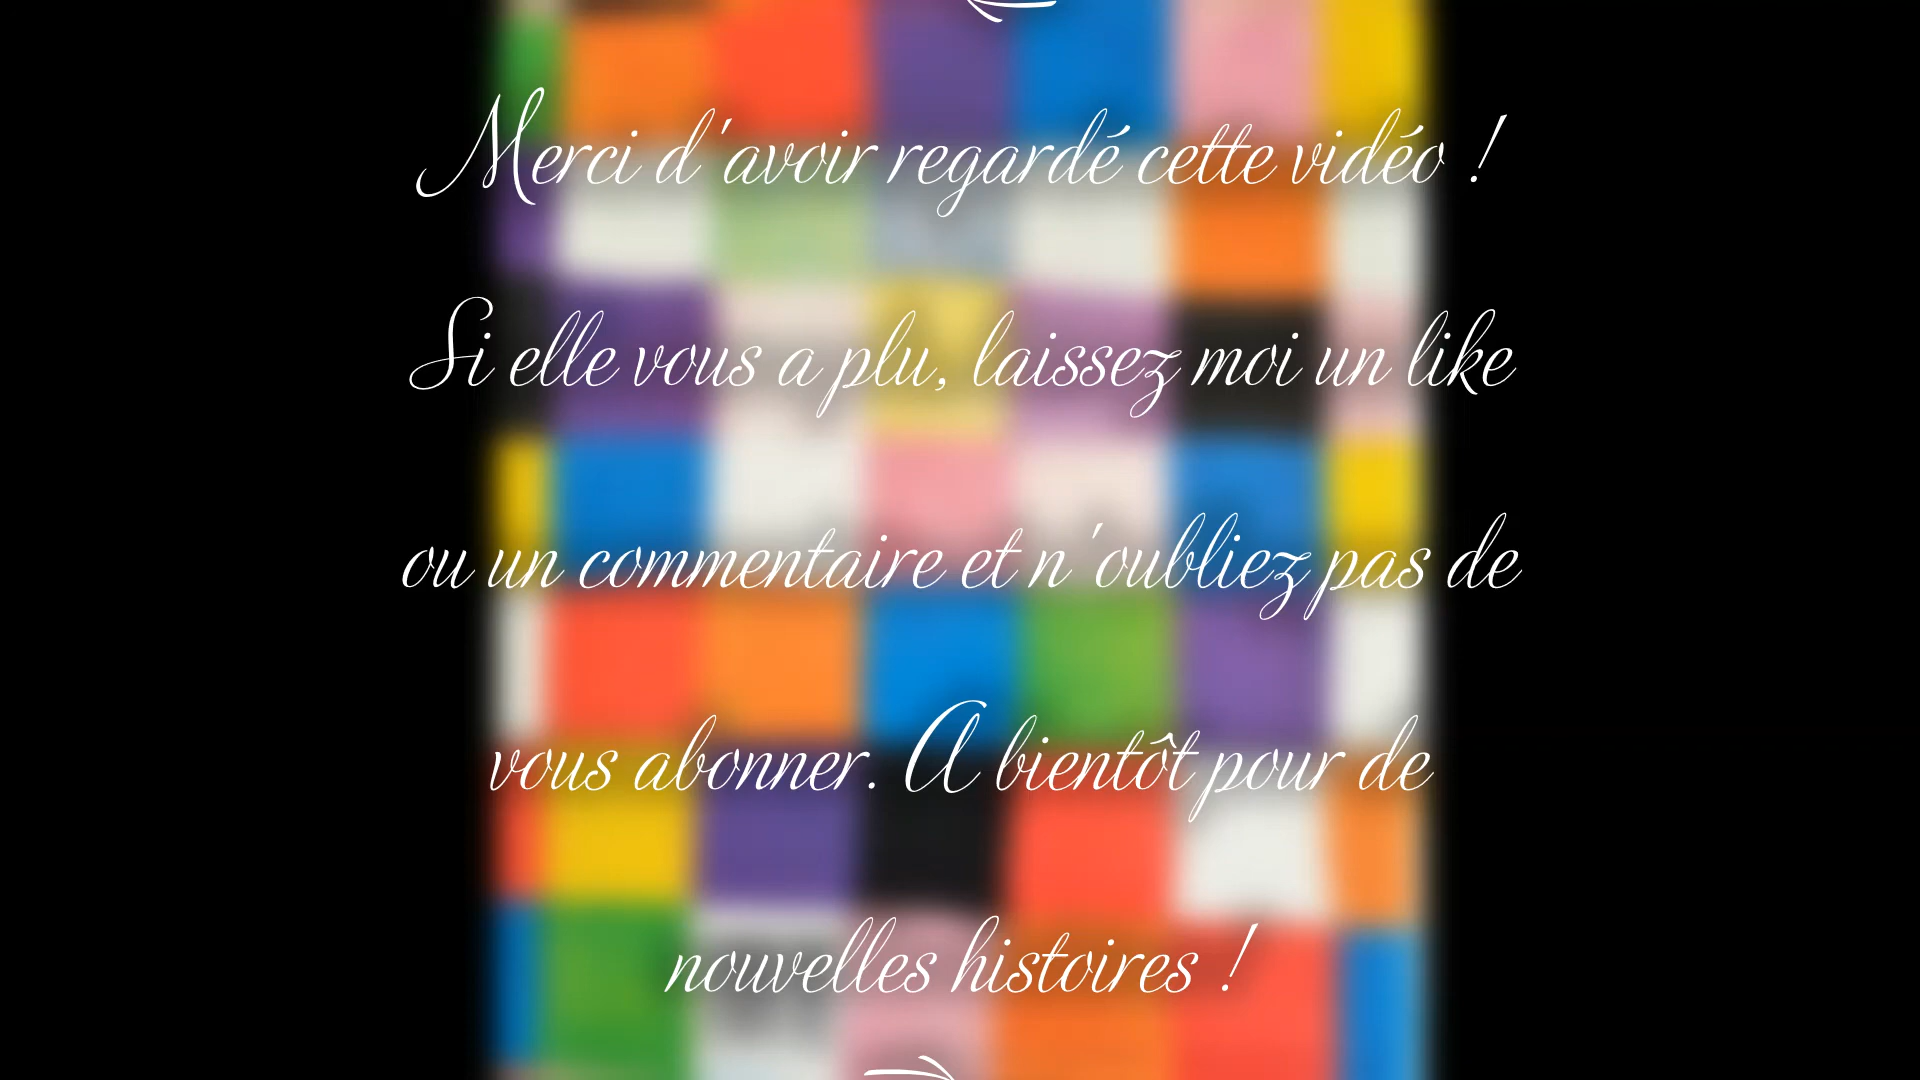 Merci d'avoir regardé cette vidéo !
Si elle vous a plu, laissez moi un like
ou un commentaire et n'oubliez pas de
vous abonner. A bientôt pour de
nouvelles histoires !